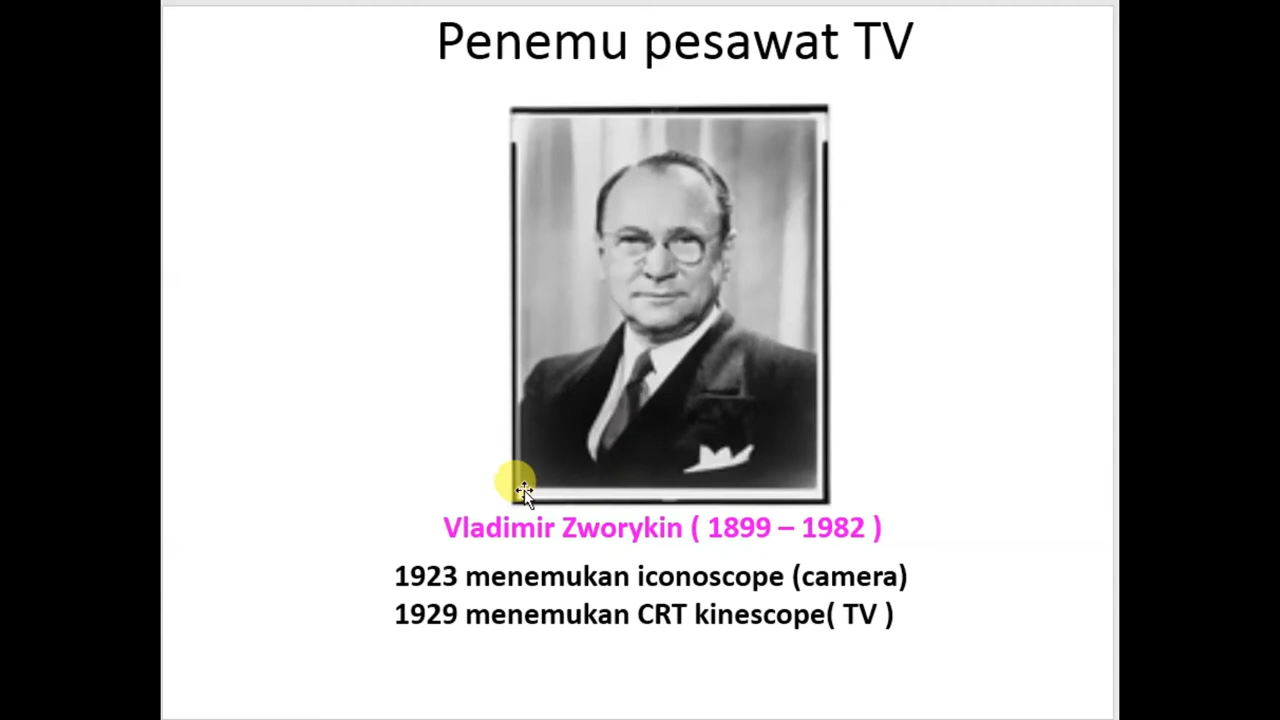 Penemu pesawat TV
Vladimir Zworykin ( 1899 – 1982 )
1923 menemukan iconoscope (camera)
1929 menemukan CRT kinescope( TV )